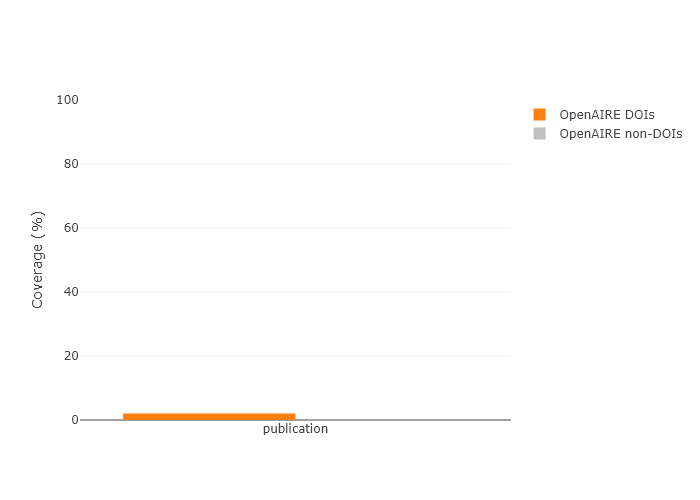 100
80
60
40
20
0
Coverage (%)
publication
OpenAIRE DOIs
OpenAIRE non-DOIs